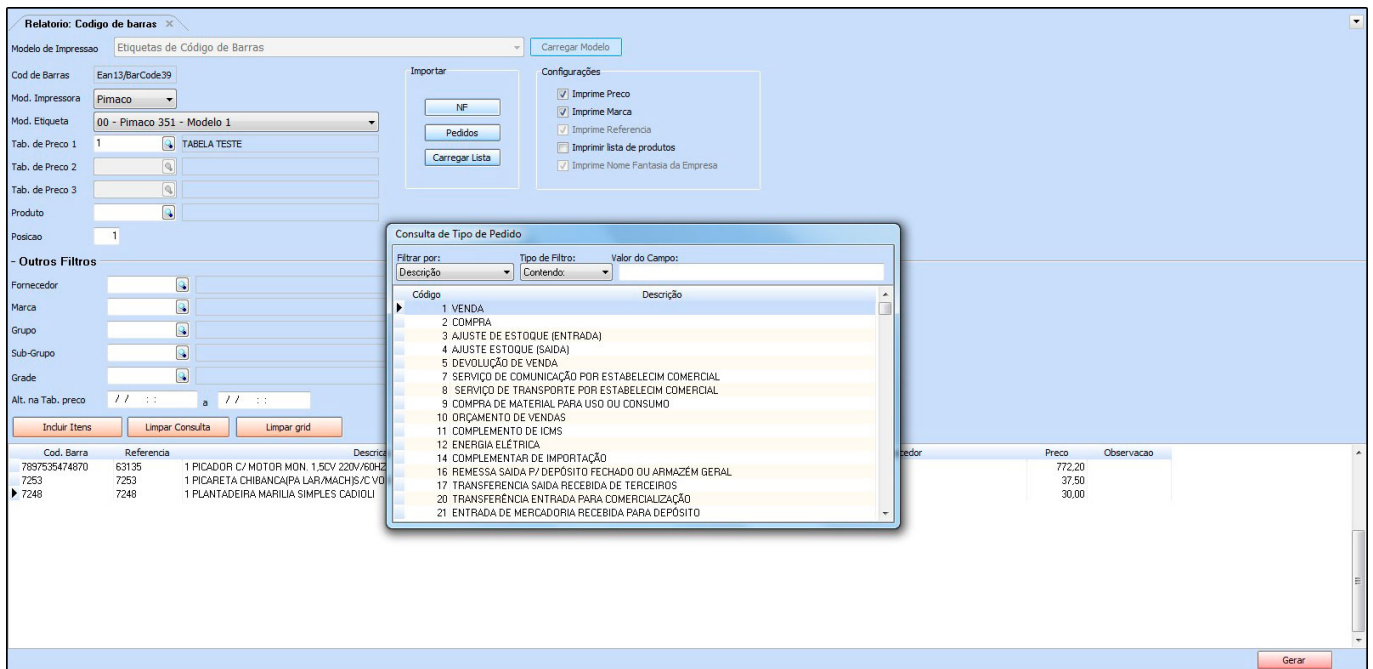 Relatorio: Codigo de barras ×
Modelo de Impressao Etiquetas de Código de Barras Carregar Modelo
Cod de Barras Ean13/BarCode39
Mod. Impressora Pimaco
Mod. Etiqueta 00 - Pimaco 351 - Modelo 1
Tab. de Preco 1 1 TABELA TESTE
Tab. de Preco 2
Tab. de Preco 3
Produto
Posicao 1
Importar
NF
Pedidos
Carregar Lista
Configurações
Imprime Preco
Imprime Marca
Imprime Referencia
Imprimir lista de produtos
Imprime Nome Fantasia da Empresa
- Outros Filtros
Fornecedor
Marca
Grupo
Sub-Grupo
Grade
Alt. na Tab. preco / / : : a / / : :
Incluir Itens Limpar Consulta Limpar grid
Consulta de Tipo de Pedido
Filtrar por: Tipo de Filtro: Valor do Campo:
Descrição Contendo:
Código Descrição
1 VENDA
2 COMPRA
3 AJUSTE DE ESTOQUE (ENTRADA)
4 AJUSTE ESTOQUE (SAIDA)
5 DEVOLUÇÃO DE VENDA
7 SERVIÇO DE COMUNICAÇÃO POR ESTABELECIM COMERCIAL
8 SERVIÇO DE TRANSPORTE POR ESTABELECIM COMERCIAL
9 COMPRA DE MATERIAL PARA USO OU CONSUMO
10 ORÇAMENTO DE VENDAS
11 COMPLEMENTO DE ICMS
12 ENERGIA ELÉTRICA
14 COMPLEMENTAR DE IMPORTAÇÃO
16 REMESSA SAIDA P/ DEPÓSITO FECHADO OU ARMAZÉM GERAL
17 TRANSFERENCIA SAIDA RECEBIDA DE TERCEIROS
20 TRANSFERÊNCIA ENTRADA PARA COMERCIALIZAÇÃO
21 ENTRADA DE MERCADORIA RECEBIDA PARA DEPÓSITO
Cod. Barra Referencia Descrica cedor Preco Observacao
7897535474870 63135 1 PICADOR C/ MOTOR MON. 1,5CV 220V/60HZ 772,20
7253 7253 1 PICARETA CHIBANCA(PA LAR/MACH)S/C VO 37,50
7248 7248 1 PLANTADEIRA MARILIA SIMPLES CADIOLI 30,00
Gerar